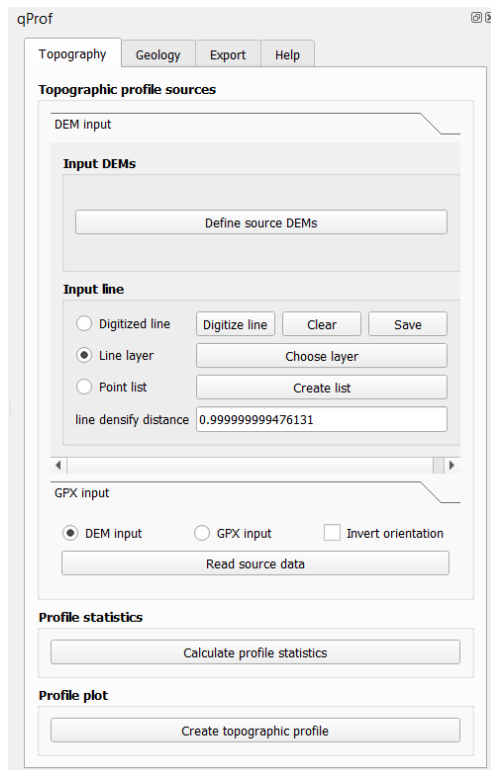 qProf
Topography Geology Export Help
Topographic profile sources
DEM input
Input DEMs
Define source DEMs
Input line
Digitized line Digitize line Clear Save
Line layer Choose layer
Point list Create list
line densify distance 0.999999999476131
GPX input
DEM input GPX input Invert orientation
Read source data
Profile statistics
Calculate profile statistics
Profile plot
Create topographic profile